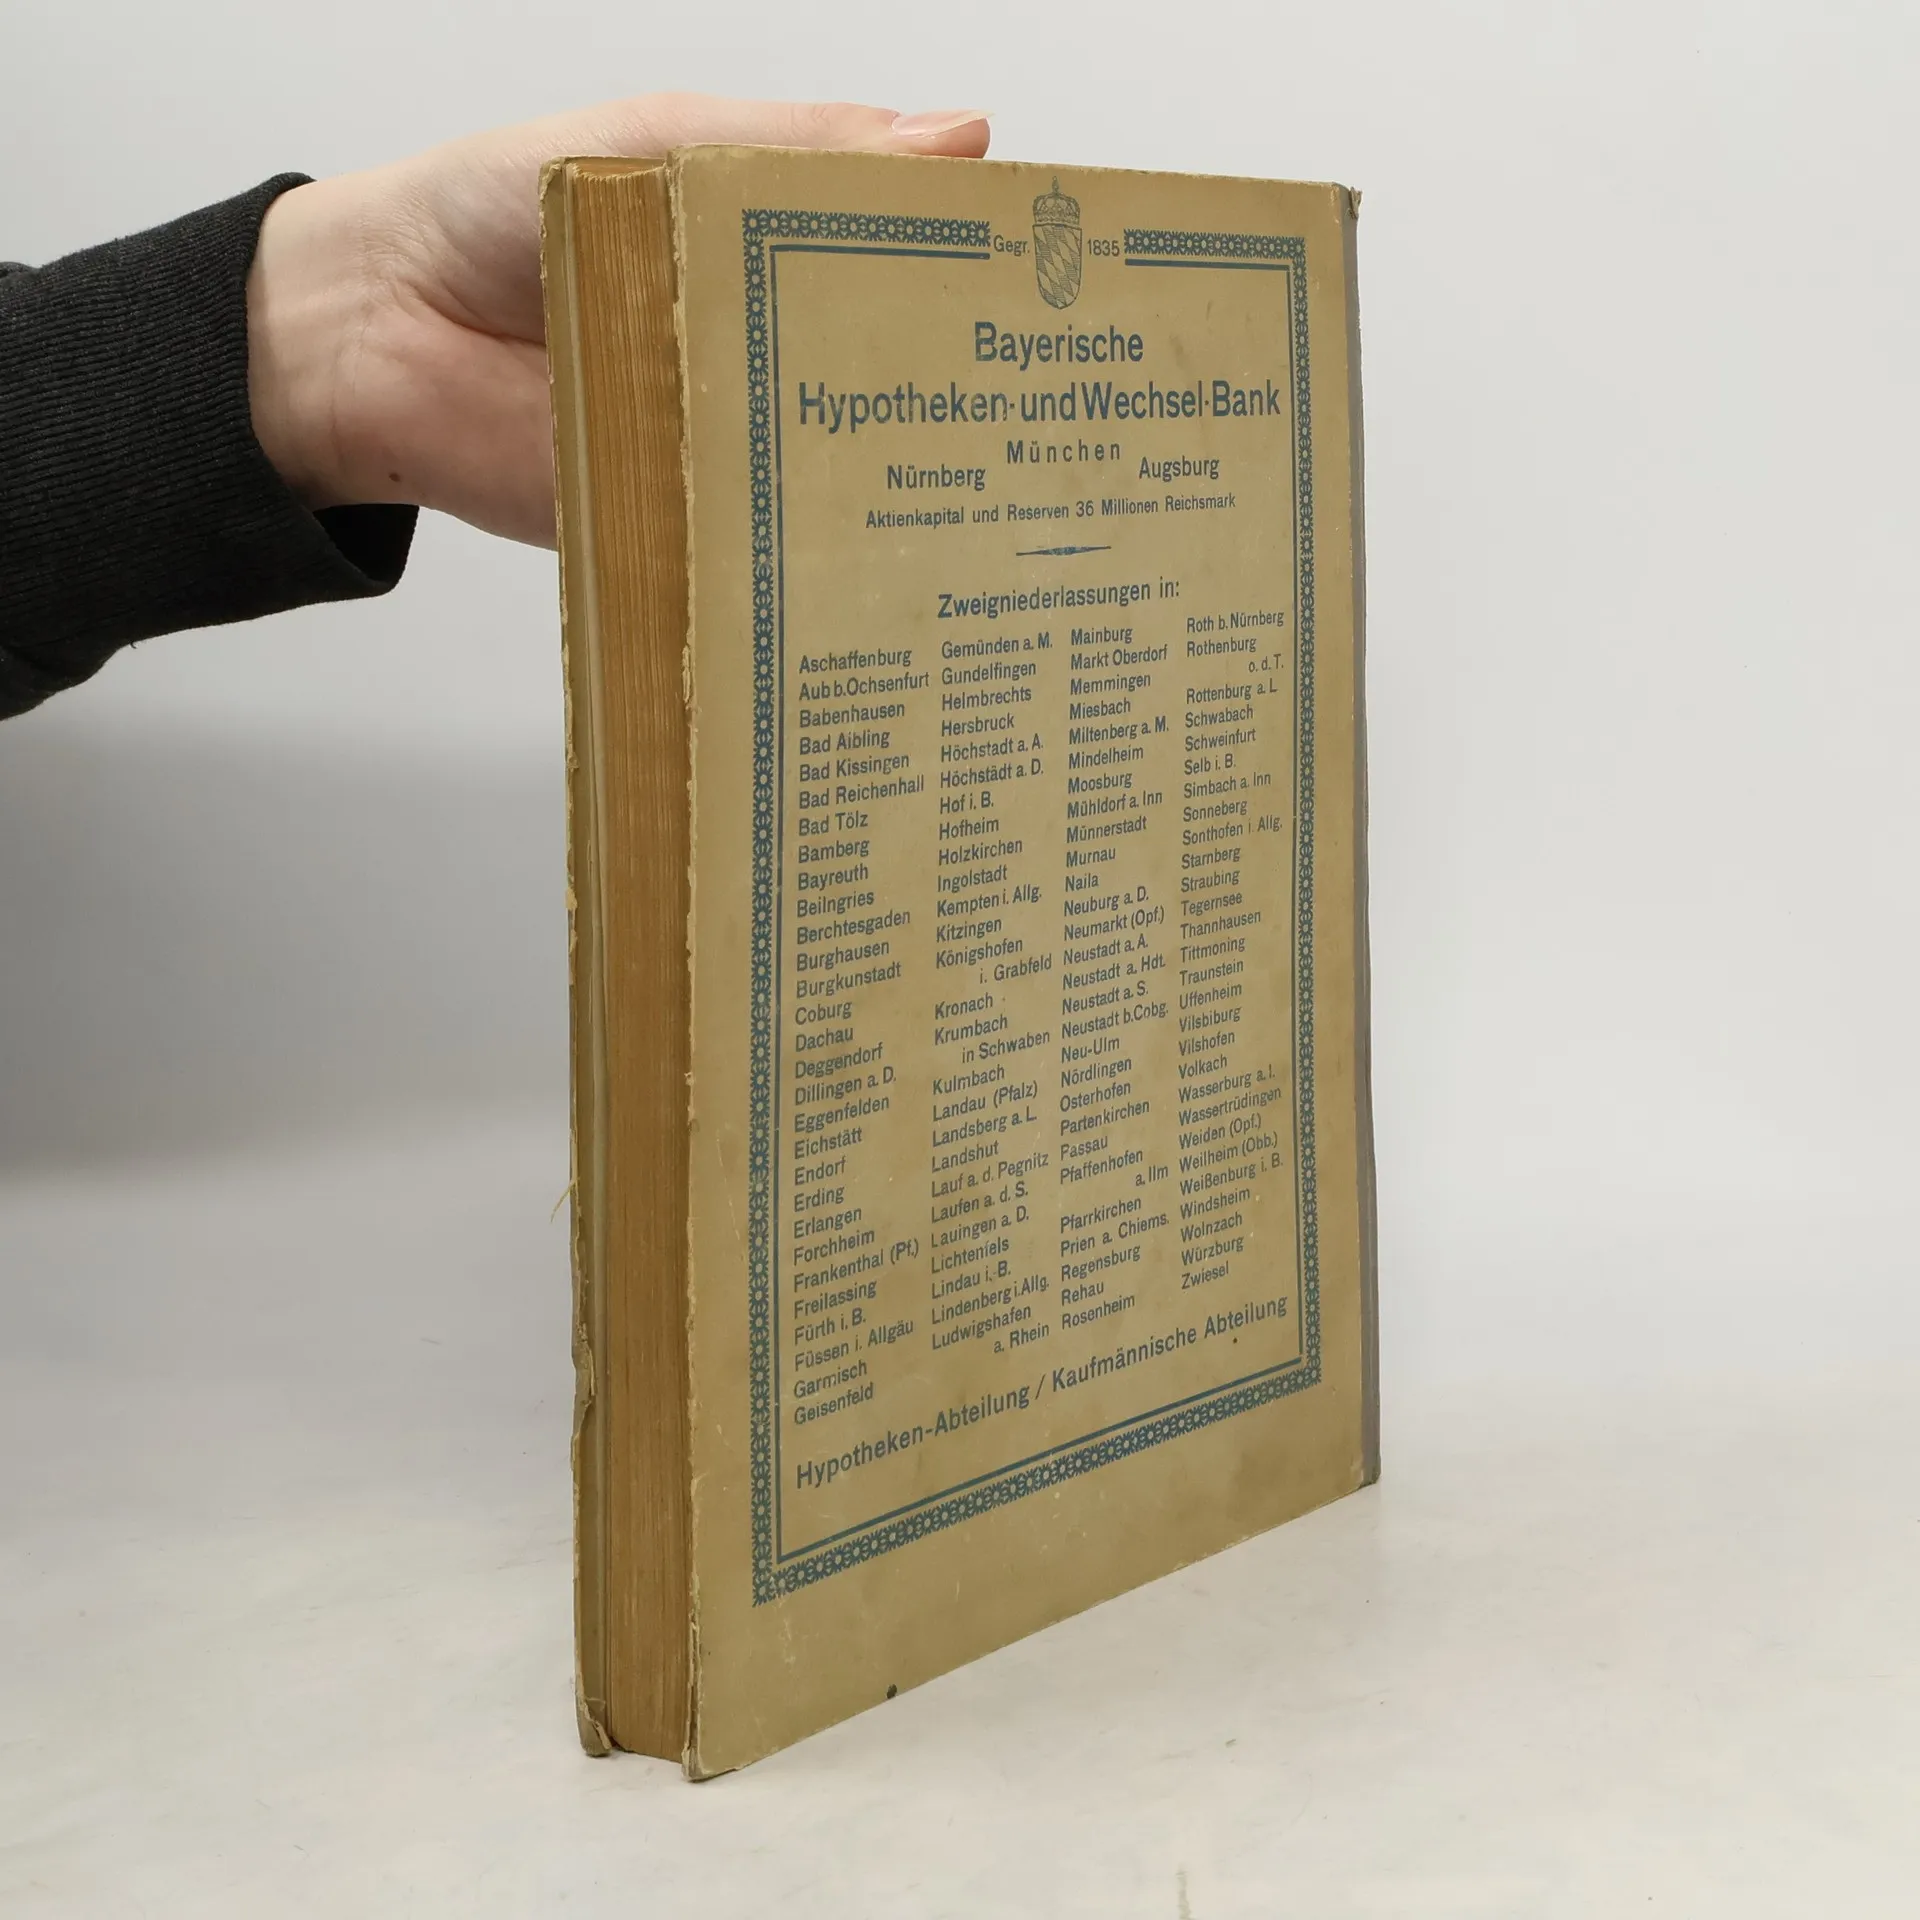 Gegr. 1835
Bayerische
Hypotheken- und Wechsel-Bank
München
Nürnberg Augsburg
Aktienkapital und Reserven 36 Millionen Reichsmark
Zweigniederlassungen in:
Aschaffenburg
Aub b. Ochsenfurt
Babenhausen
Bad Aibling
Bad Kissingen
Bad Reichenhall
Bad Tölz
Bamberg
Bayreuth
Beilngries
Berchtesgaden
Burghausen
Burgkunstadt
Coburg
Dachau
Deggendorf
Dillingen a. D.
Eggenfelden
Eichstätt
Endorf
Erding
Erlangen
Forchheim
Frankenthal (Pf.)
Freilassing
Fürth i. B.
Füssen i. Allgäu
Garmisch
Geisenfeld
Gemünden a. M.
Gundelfingen
Helmbrechts
Hersbruck
Höchstadt a. A.
Höchstädt a. D.
Hof i. B.
Hofheim
Holzkirchen
Ingolstadt
Kempten i. Allg.
Kitzingen
Königshofen
i. Grabfeld
Kronach
Krumbach
in Schwaben
Kulmbach
Landau (Pfalz)
Landsberg a. L.
Landshut
Lauf a. d. Pegnitz
Laufen a. d. S.
Lauingen a. D.
Lichtenfels
Lindau i. B.
Lindenberg i. Allg.
Ludwigshafen
a. Rhein
Mainburg
Markt Oberdorf
Memmingen
Miesbach
Miltenberg a. M.
Mindelheim
Moosburg
Mühldorf a. Inn
Münnerstadt
Murnau
Naila
Neuburg a. D.
Neumarkt (Opf.)
Neustadt a. A.
Neustadt a. Hdt.
Neustadt a. S.
Neustadt b. Cobg.
Neu-Ulm
Nördlingen
Osterhofen
Partenkirchen
Passau
Pfaffenhofen
a. Ilm
Pfarrkirchen
Prien a. Chiems.
Regensburg
Rehau
Rosenheim
Roth b. Nürnberg
Rothenburg
o. d. T.
Rottenburg a. L
Schwabach
Schweinfurt
Selb i. B.
Simbach a. Inn
Sonneberg
Sonthofen i. Allg.
Starnberg
Straubing
Tegernsee
Thannhausen
Tittmoning
Traunstein
Uffenheim
Vilsbiburg
Vilshofen
Volkach
Wasserburg a. I.
Wassertrüdingen
Weiden (Opf.)
Weilheim (Obb.)
Weißenburg i. B.
Windsheim
Wolnzach
Würzburg
Zwiesel
Hypotheken-Abteilung / Kaufmännische Abteilung